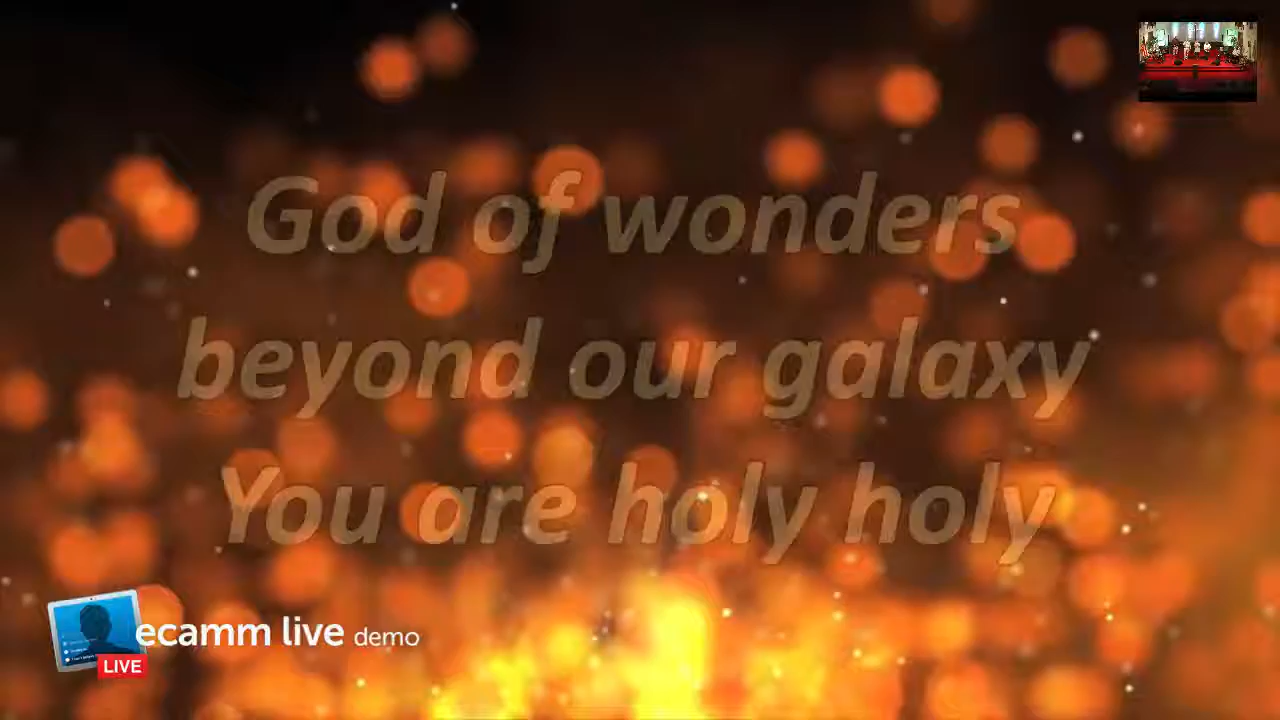 God of wonders
beyond our galaxy
You are holy holy
ecamm live demo
LIVE